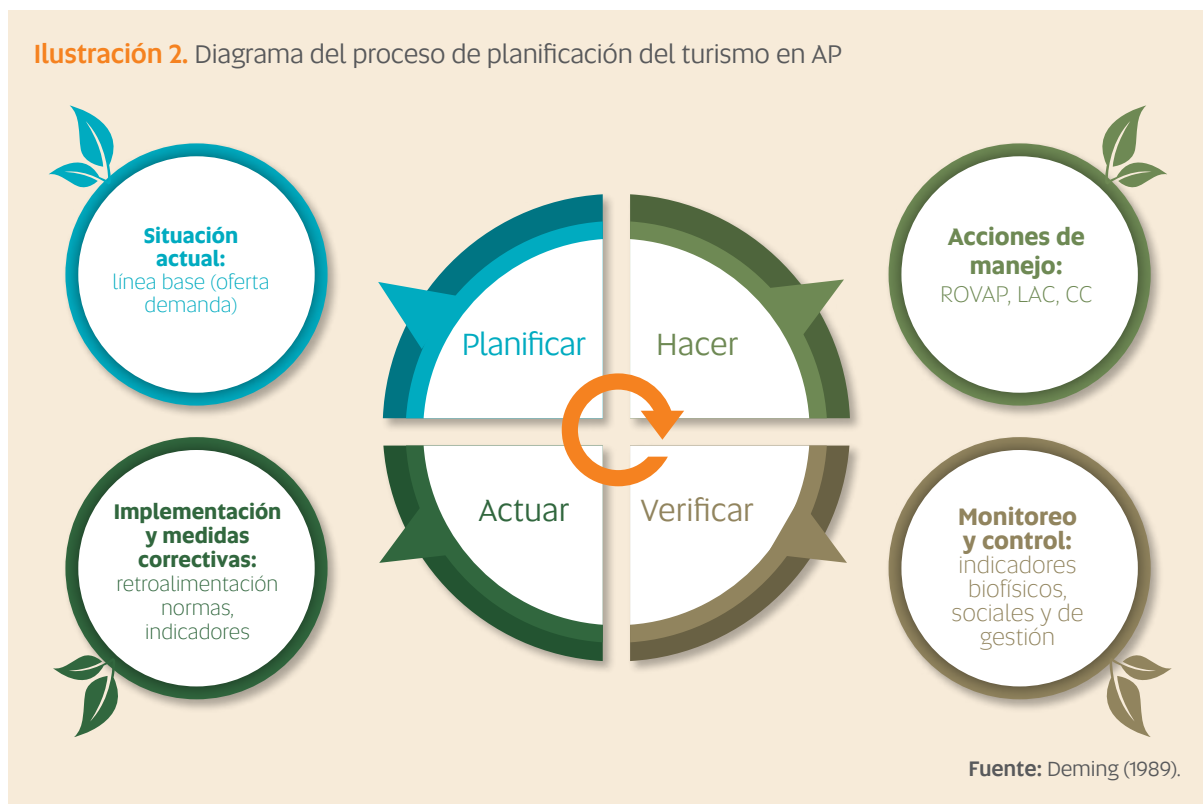 Ilustración 2. Diagrama del proceso de planificación del turismo en AP
Situación
actual:
línea base (oferta
demanda)
Planificar
Hacer
Acciones de
manejo:
ROVAP, LAC, CC
Implementación
y medidas
correctivas:
retroalimentación
normas,
indicadores
Actuar
Verificar
Monitoreo
y control:
indicadores
biofísicos,
sociales y de
gestión
Fuente: Deming (1989).